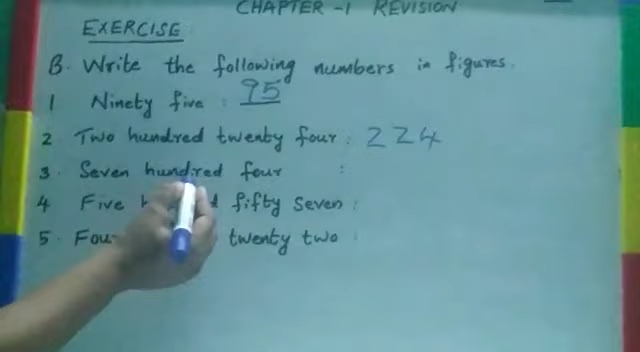 CHAPTER -1 REVISION
EXERCISE
B. Write the following numbers in figures.
1 Ninety five : 95
2 Two hundred twenty four : 224
3. Seven hundred four :
4 Five fifty seven :
5. twenty two :